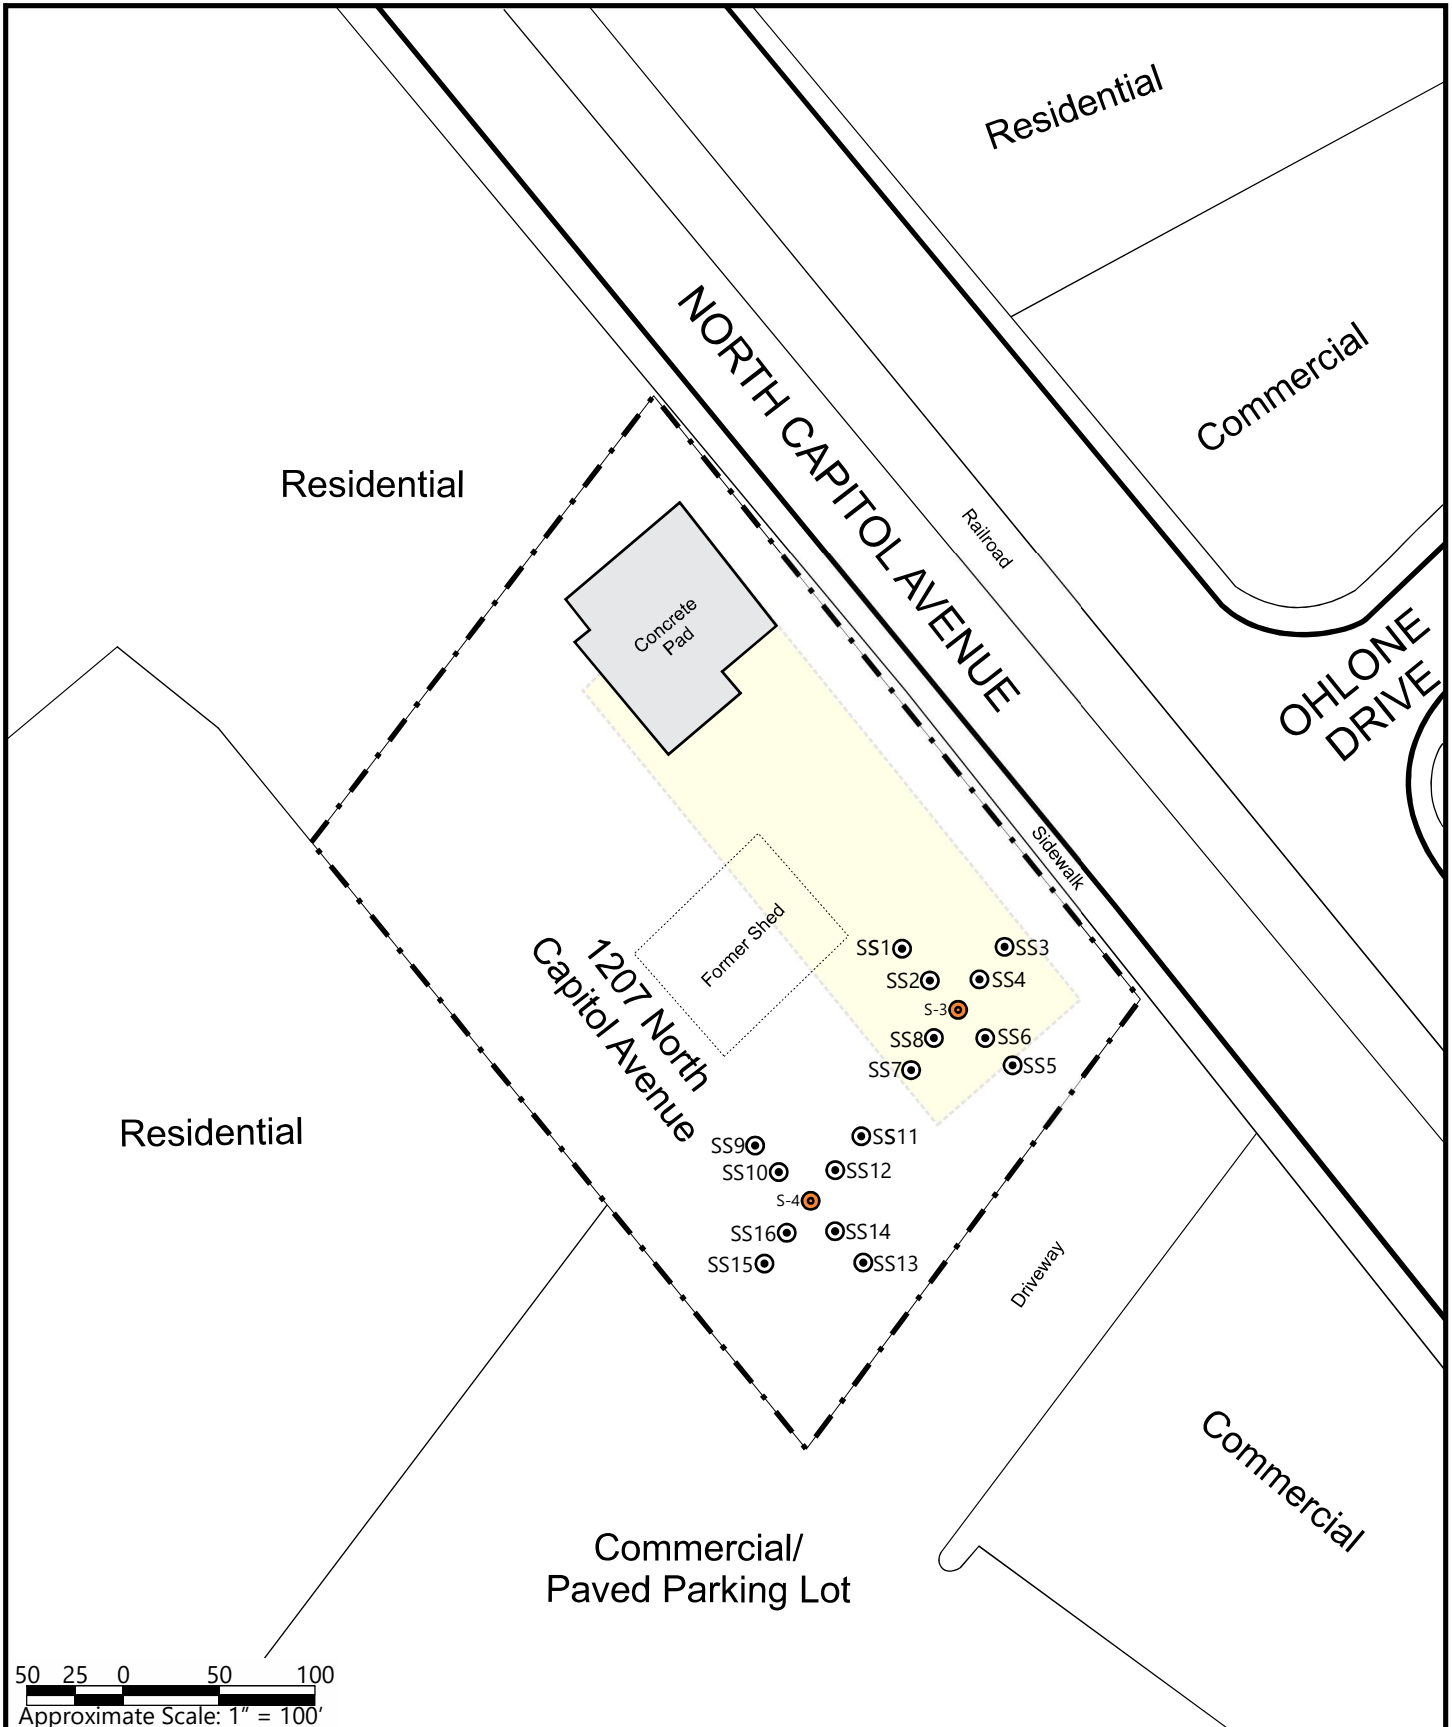 Residential
Commercial
NORTH CAPITOL AVENUE
Residential
Railroad
Concrete
Pad
OHLONE
DRIVE
Sidewalk
Former Shed
1207 North
Capitol Avenue
SS1
SS3
SS2
SS4
S-3
SS8
SS6
SS7
SS5
Residential
SS9
SS11
SS10
SS12
S-4
SS16
SS14
SS15
SS13
Driveway
Commercial
Commercial/
Paved Parking Lot
50 25 0 50 100
Approximate Scale: 1" = 100'